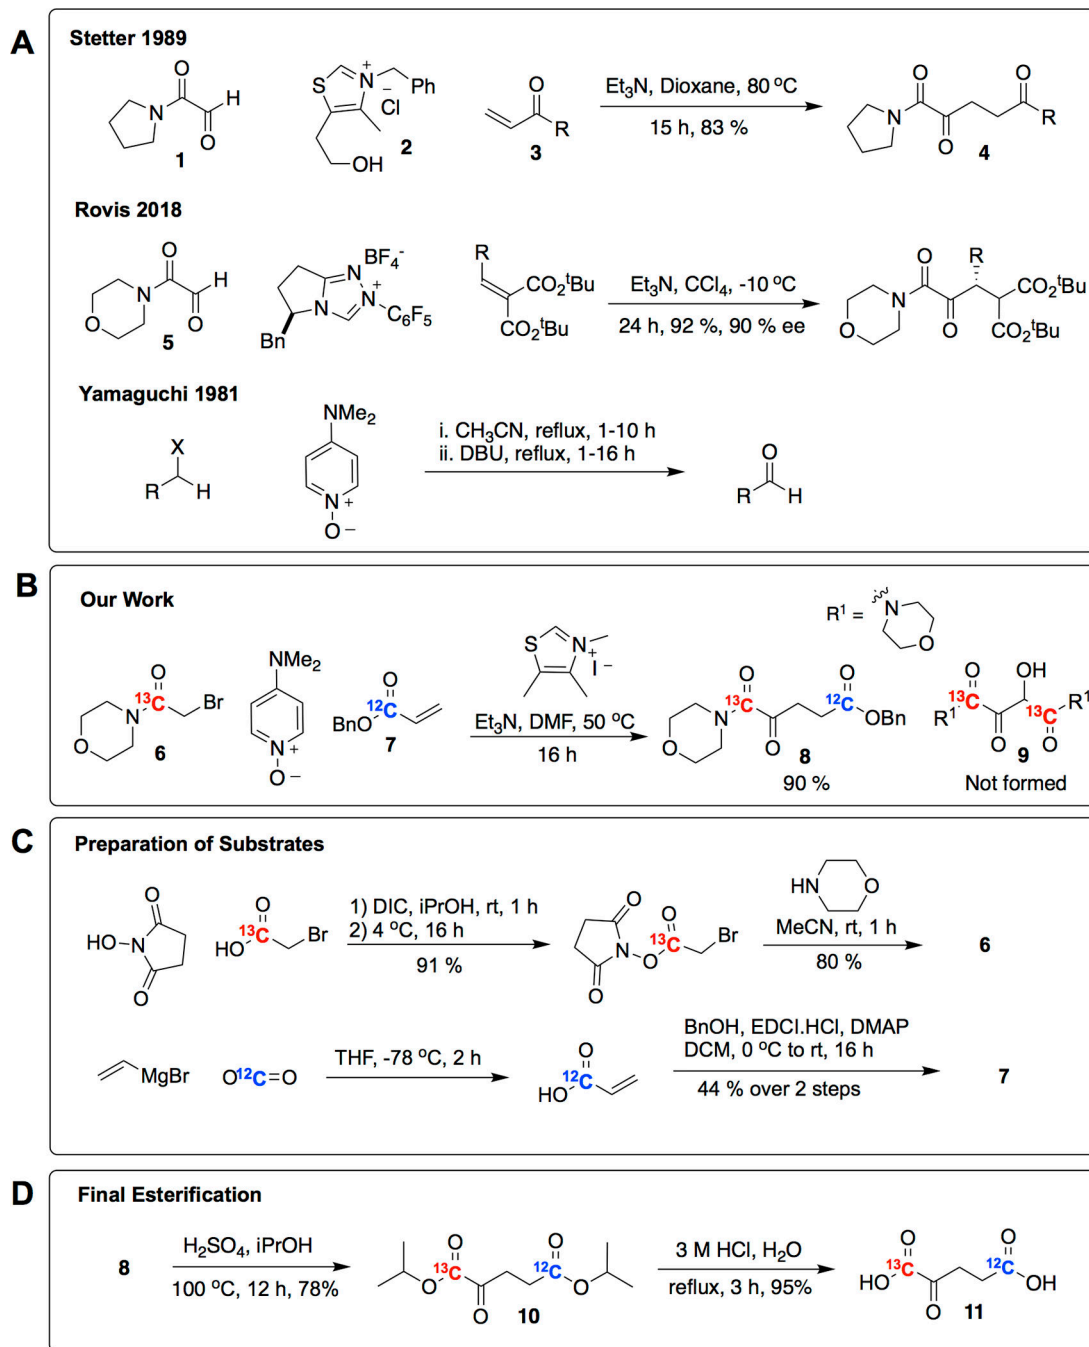 A
Stetter 1989
O
N
H
O
1
S
N
+
−
Cl
Ph
OH
2
O
R
3
Et3N, Dioxane, 80 °C
15 h, 83 %
O
O
N
R
O
4
Rovis 2018
O
H
N
O
O
5
BF4-
N
N
+
N
C6F5
Bn
R
CO2tBu
CO2tBu
Et3N, CCl4, -10 °C
24 h, 92 %, 90 % ee
O
R
N
CO2tBu
O
O
CO2tBu
Yamaguchi 1981
X
R
H
NMe2
N
+
O
−
i. CH3CN, reflux, 1-10 h
ii. DBU, reflux, 1-16 h
O
R
H
B
Our Work
R1 =
N
O
O
13C
Br
N
O
6
NMe2
N
+
O
−
O
12C
BnO
7
S
N
+
I−
Et3N, DMF, 50 °C
16 h
O
O
13C
12C
N
OBn
O
O
8
90 %
O
OH
13C
R1
R1
13C
O
O
9
Not formed
C
Preparation of Substrates
O
HO
N
O
O
13C
HO
Br
1) DIC, iPrOH, rt, 1 h
2) 4 °C, 16 h
91 %
O
O
13C
Br
N
O
O
HN
O
MeCN, rt, 1 h
80 %
6
MgBr
O12C=O
THF, -78 °C, 2 h
O
12C
HO
BnOH, EDCI.HCl, DMAP
DCM, 0 °C to rt, 16 h
44 % over 2 steps
7
D
Final Esterification
8
H2SO4, iPrOH
100 °C, 12 h, 78%
O
O
13C
12C
O
O
O
10
3 M HCl, H2O
reflux, 3 h, 95%
O
O
13C
12C
HO
OH
O
11